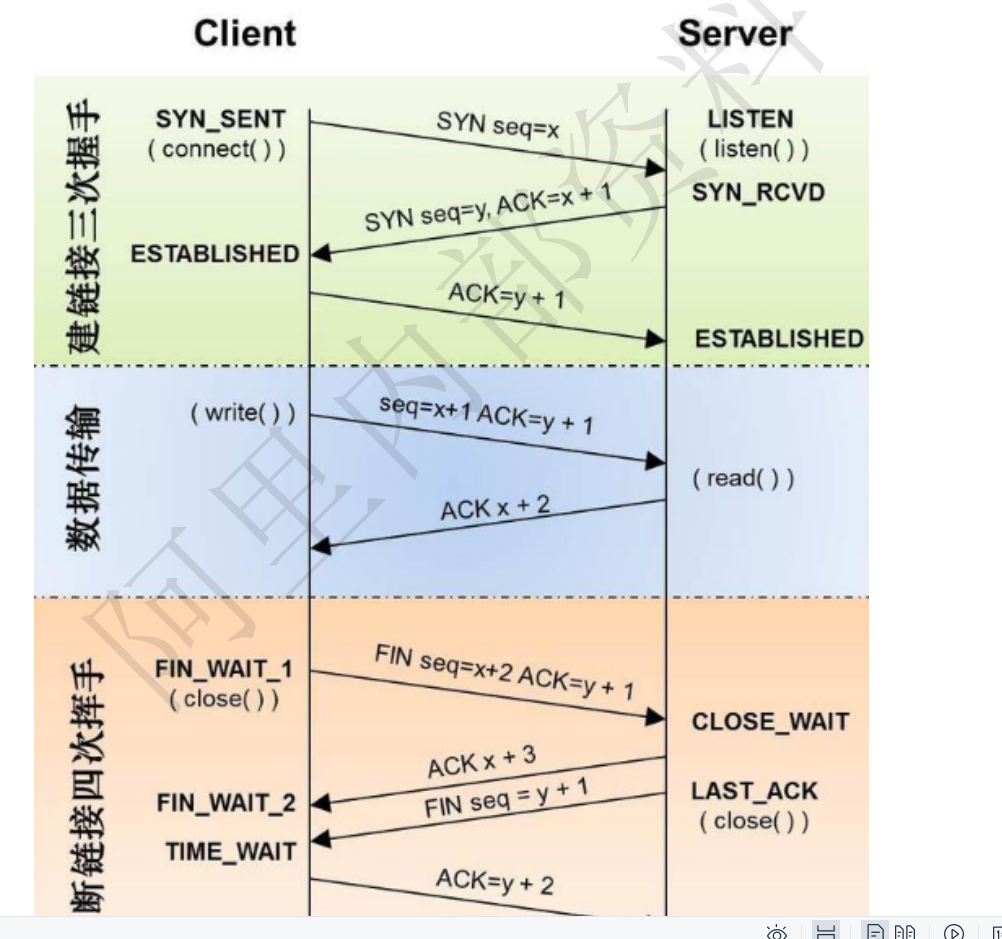 Client
Server
建链接三次握手
SYN_SENT
( connect( ) )
SYN seq=x
LISTEN
( listen( ) )
SYN_RCVD
SYN seq=y, ACK=x + 1
ESTABLISHED
ACK=y + 1
ESTABLISHED
数据传输
( write( ) )
seq=x+1 ACK=y + 1
( read( ) )
ACK x + 2
断链接四次挥手
FIN_WAIT_1
( close( ) )
FIN seq=x+2 ACK=y + 1
CLOSE_WAIT
ACK x + 3
FIN_WAIT_2
FIN seq = y + 1
LAST_ACK
( close( ) )
TIME_WAIT
ACK=y + 2
阿里内部资料